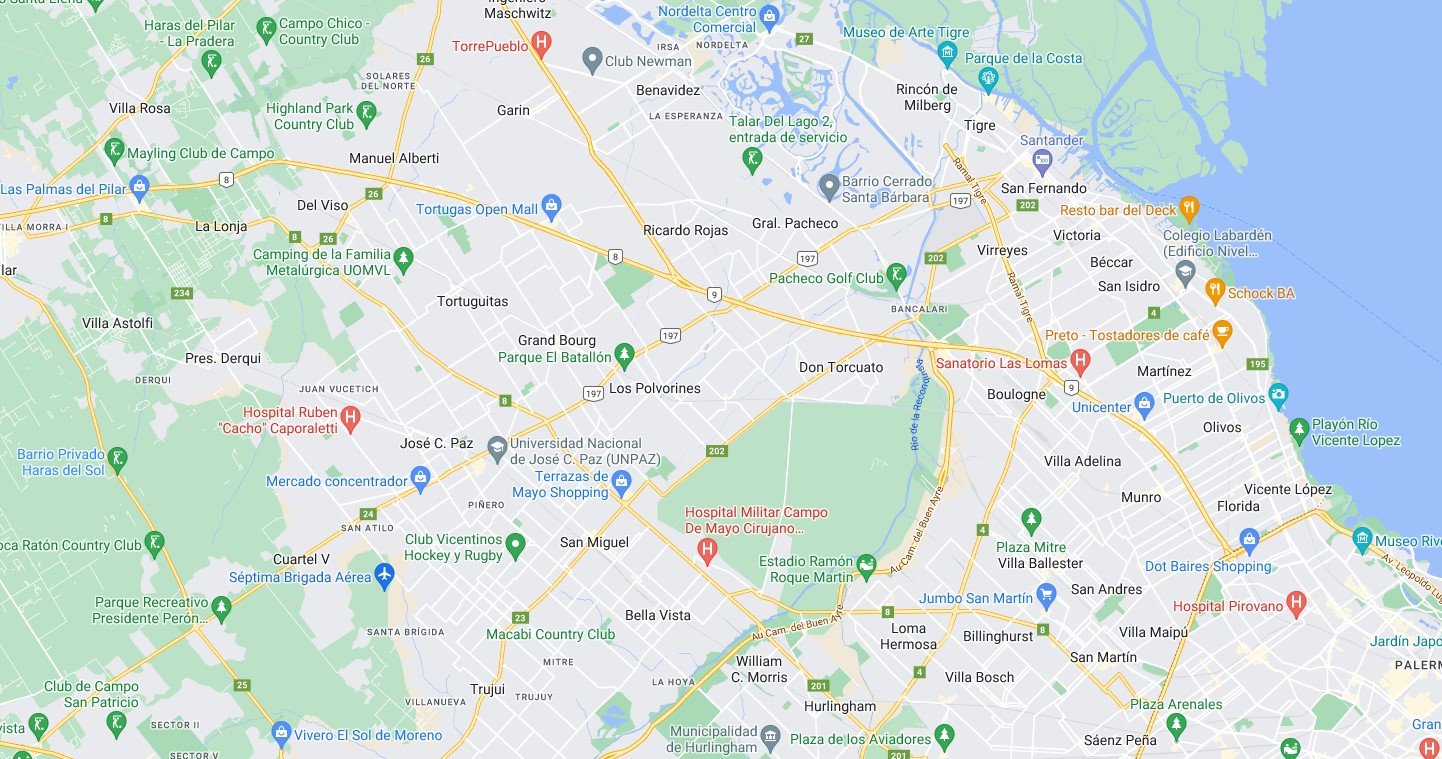 Ingeniero
Maschwitz
Nordelta Centro
Comercial
Haras del Pilar
- La Pradera
Campo Chico -
Country Club
27
Museo de Arte Tigre
TorrePueblo
IRSA
NORDELTA
26
Club Newman
Parque de la Costa
SOLARES
DEL NORTE
Benavidez
Rincón de
Milberg
Villa Rosa
Highland Park
Country Club
Garin
LA ESPERANZA
Talar Del Lago 2,
entrada de servicio
Tigre
Santander
Mayling Club de Campo
Manuel Alberti
Ramal Tigre
8
Las Palmas del Pilar
26
Barrio Cerrado
Santa Bárbara
San Fernando
197
202
Del Viso
Tortugas Open Mall
Resto bar del Deck
8
La Lonja
VILLA MORRA I
Ricardo Rojas
Gral. Pacheco
Victoria
Colegio Labardén
(Edificio Nivel...
8
26
Camping de la Familia
Metalúrgica UOMVL
8
197
202
Virreyes
Béccar
lar
Pacheco Golf Club
Ramal Tigre
San Isidro
Schock BA
234
Tortuguitas
9
BANCALARI
4
Villa Astolfi
Grand Bourg
197
Preto - Tostadores de café
Pres. Derqui
Parque El Batallón
Don Torcuato
Sanatorio Las Lomas
195
Martínez
DERQUI
JUAN VUCETICH
197
Los Polvorines
Boulogne
9
8
Río de la Reconquista
Unicenter
Puerto de Olivos
Hospital Ruben
"Cacho" Caporaletti
Olivos
Playón Río
Vicente Lopez
José C. Paz
Universidad Nacional
de José C. Paz (UNPAZ)
202
Barrio Privado
Haras del Sol
Villa Adelina
Mercado concentrador
Terrazas de
Mayo Shopping
Munro
Vicente López
Florida
PIÑERO
24
SAN ATILO
Hospital Militar Campo
De Mayo Cirujano...
Au Cam. del Buen Ayre
4
oca Ratón Country Club
Club Vicentinos
Hockey y Rugby
San Miguel
Plaza Mitre
Villa Ballester
Museo Rive
Cuartel V
Estadio Ramón
Roque Martin
Dot Baires Shopping
Séptima Brigada Aérea
Av. Leopoldo Lug
Parque Recreativo
Presidente Perón...
Jumbo San Martín
San Andres
Hospital Pirovano
23
Bella Vista
8
SANTA BRÍGIDA
Macabi Country Club
Au Cam. del Buen Ayre
Loma
Hermosa
Billinghurst
8
Villa Maipú
Jardín Japo
MITRE
William
C. Morris
San Martín
PALERM
Club de Campo
San Patricio
25
Trujui
TRUJUY
LA HOYA
201
4
Villa Bosch
VILLANUEVA
Hurlingham
Plaza Arenales
vista
SECTOR II
Vivero El Sol de Moreno
Municipalidad
de Hurlingham
Plaza de los Aviadores
Sáenz Peña
Gran
SECTOR V
201